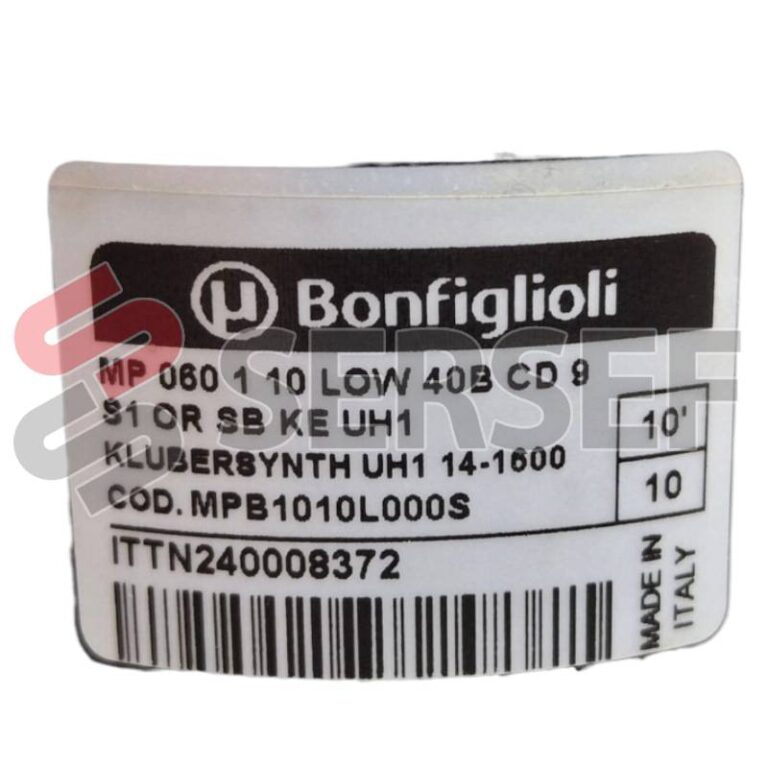 µ Bonfiglioli
SERSEF
MP 060 1 10 LOW 40B CD 9
S1 OR SB KE UH1
10'
KLUBERSYNTH UH1 14-1600
10
COD. MPB1010L000S
ITTN240008372
MADE IN
ITALY